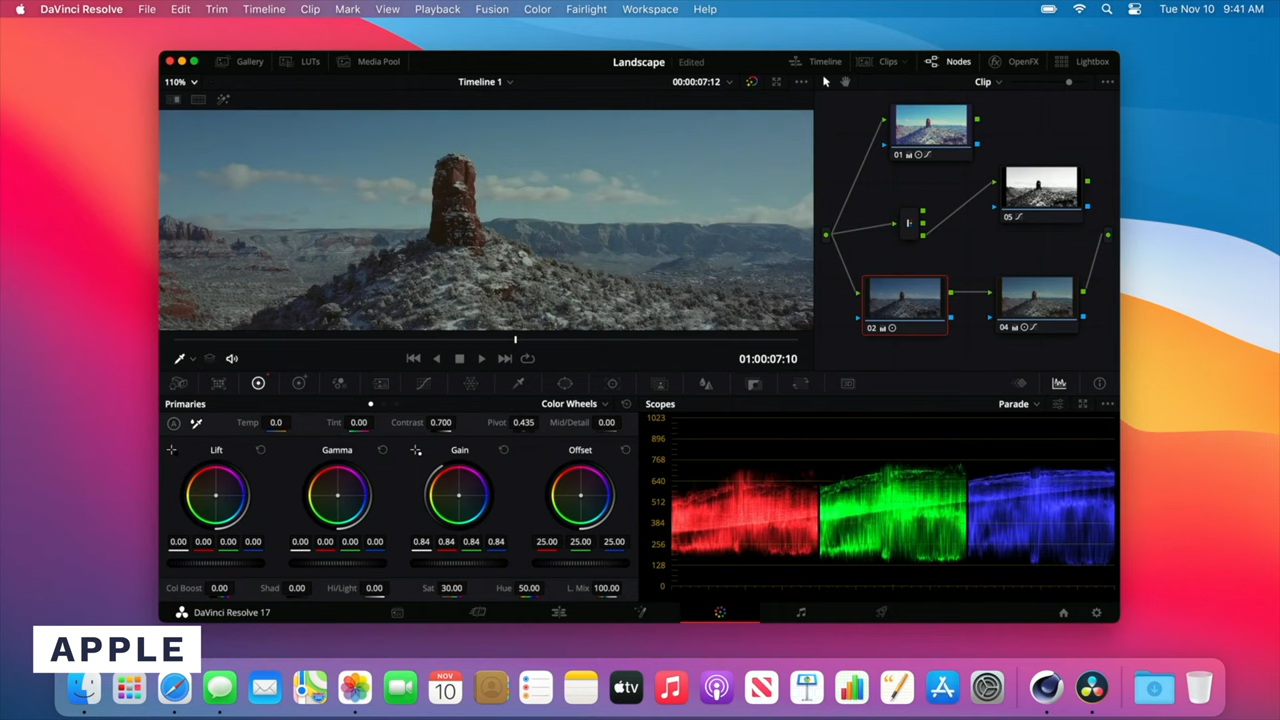 DaVinci Resolve File Edit Trim Timeline Clip Mark View Playback Fusion Color Fairlight Workspace Help Tue Nov 10 9:41 AM
Gallery LUTs Media Pool Landscape Edited Timeline Clips Nodes OpenFX Lightbox
110% Timeline 1 00:00:07:12 Clip
01
05
02 04
01:00:07:10
Primaries Color Wheels Scopes Parade
Temp 0.0 Tint 0.00 Contrast 0.700 Pivot 0.435 Mid/Detail 0.00
Lift Gamma Gain Offset
0.00 0.00 0.00 0.00 0.00 0.00 0.00 0.00 0.84 0.84 0.84 0.84 25.00 25.00 25.00
Col Boost 0.00 Shad 0.00 Hi/Light 0.00 Sat 30.00 Hue 50.00 L. Mix 100.00
1023
896
768
640
512
384
256
128
0
DaVinci Resolve 17
APPLE
NOV
10
tv